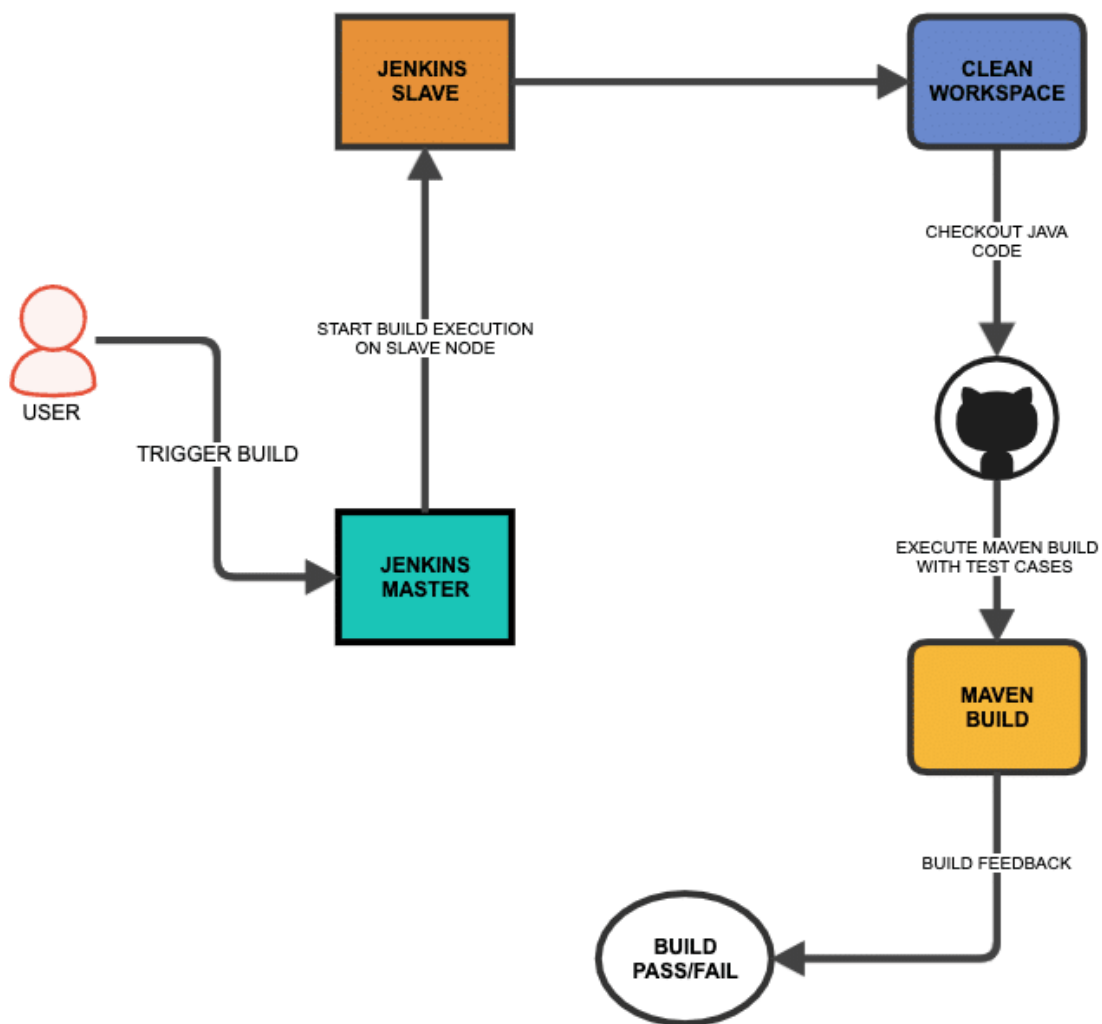 JENKINS
SLAVE
CLEAN
WORKSPACE
CHECKOUT JAVA
CODE
START BUILD EXECUTION
ON SLAVE NODE
USER
TRIGGER BUILD
JENKINS
MASTER
EXECUTE MAVEN BUILD
WITH TEST CASES
MAVEN
BUILD
BUILD FEEDBACK
BUILD
PASS/FAIL